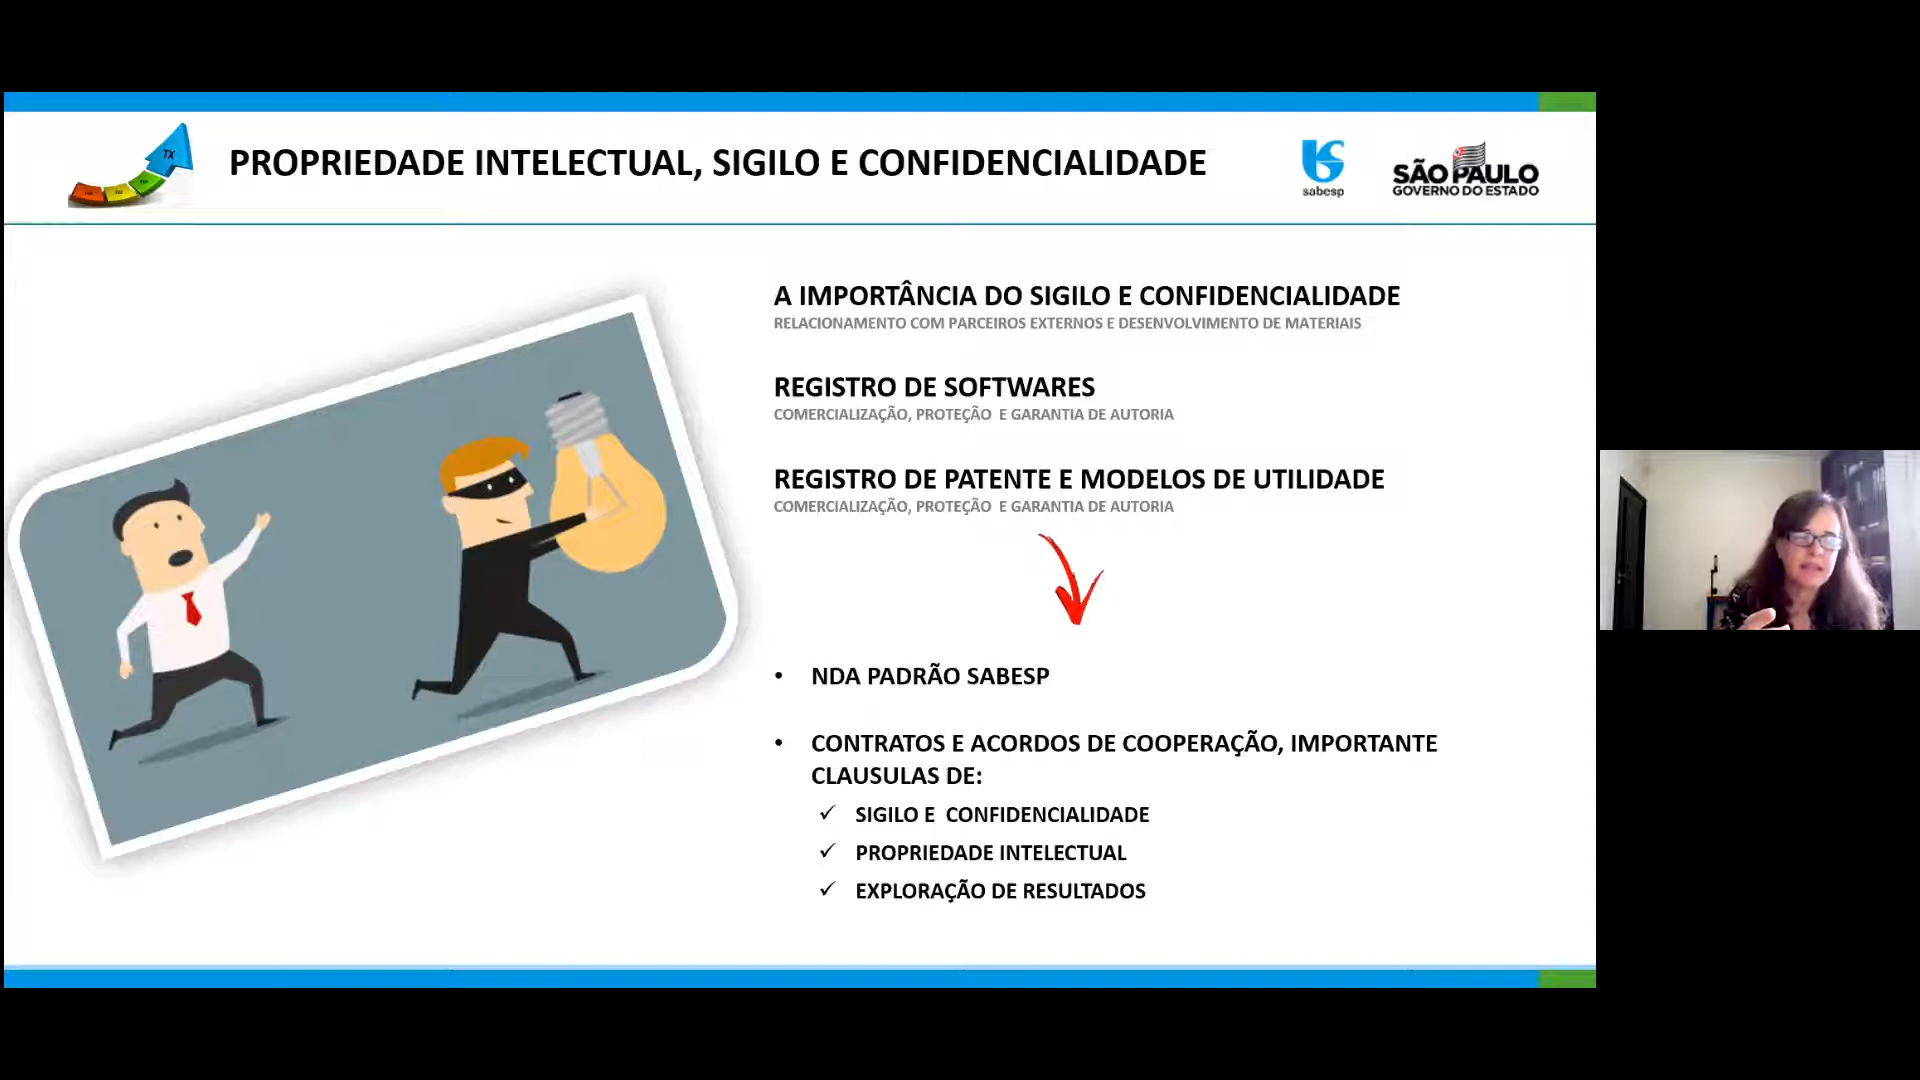 TX
PROPRIEDADE INTELECTUAL, SIGILO E CONFIDENCIALIDADE
sabesp
SÃO PAULO
GOVERNO DO ESTADO
A IMPORTÂNCIA DO SIGILO E CONFIDENCIALIDADE
RELACIONAMENTO COM PARCEIROS EXTERNOS E DESENVOLVIMENTO DE MATERIAIS
REGISTRO DE SOFTWARES
COMERCIALIZAÇÃO, PROTEÇÃO E GARANTIA DE AUTORIA
REGISTRO DE PATENTE E MODELOS DE UTILIDADE
COMERCIALIZAÇÃO, PROTEÇÃO E GARANTIA DE AUTORIA
• NDA PADRÃO SABESP
• CONTRATOS E ACORDOS DE COOPERAÇÃO, IMPORTANTE
CLAUSULAS DE:
✓ SIGILO E CONFIDENCIALIDADE
✓ PROPRIEDADE INTELECTUAL
✓ EXPLORAÇÃO DE RESULTADOS